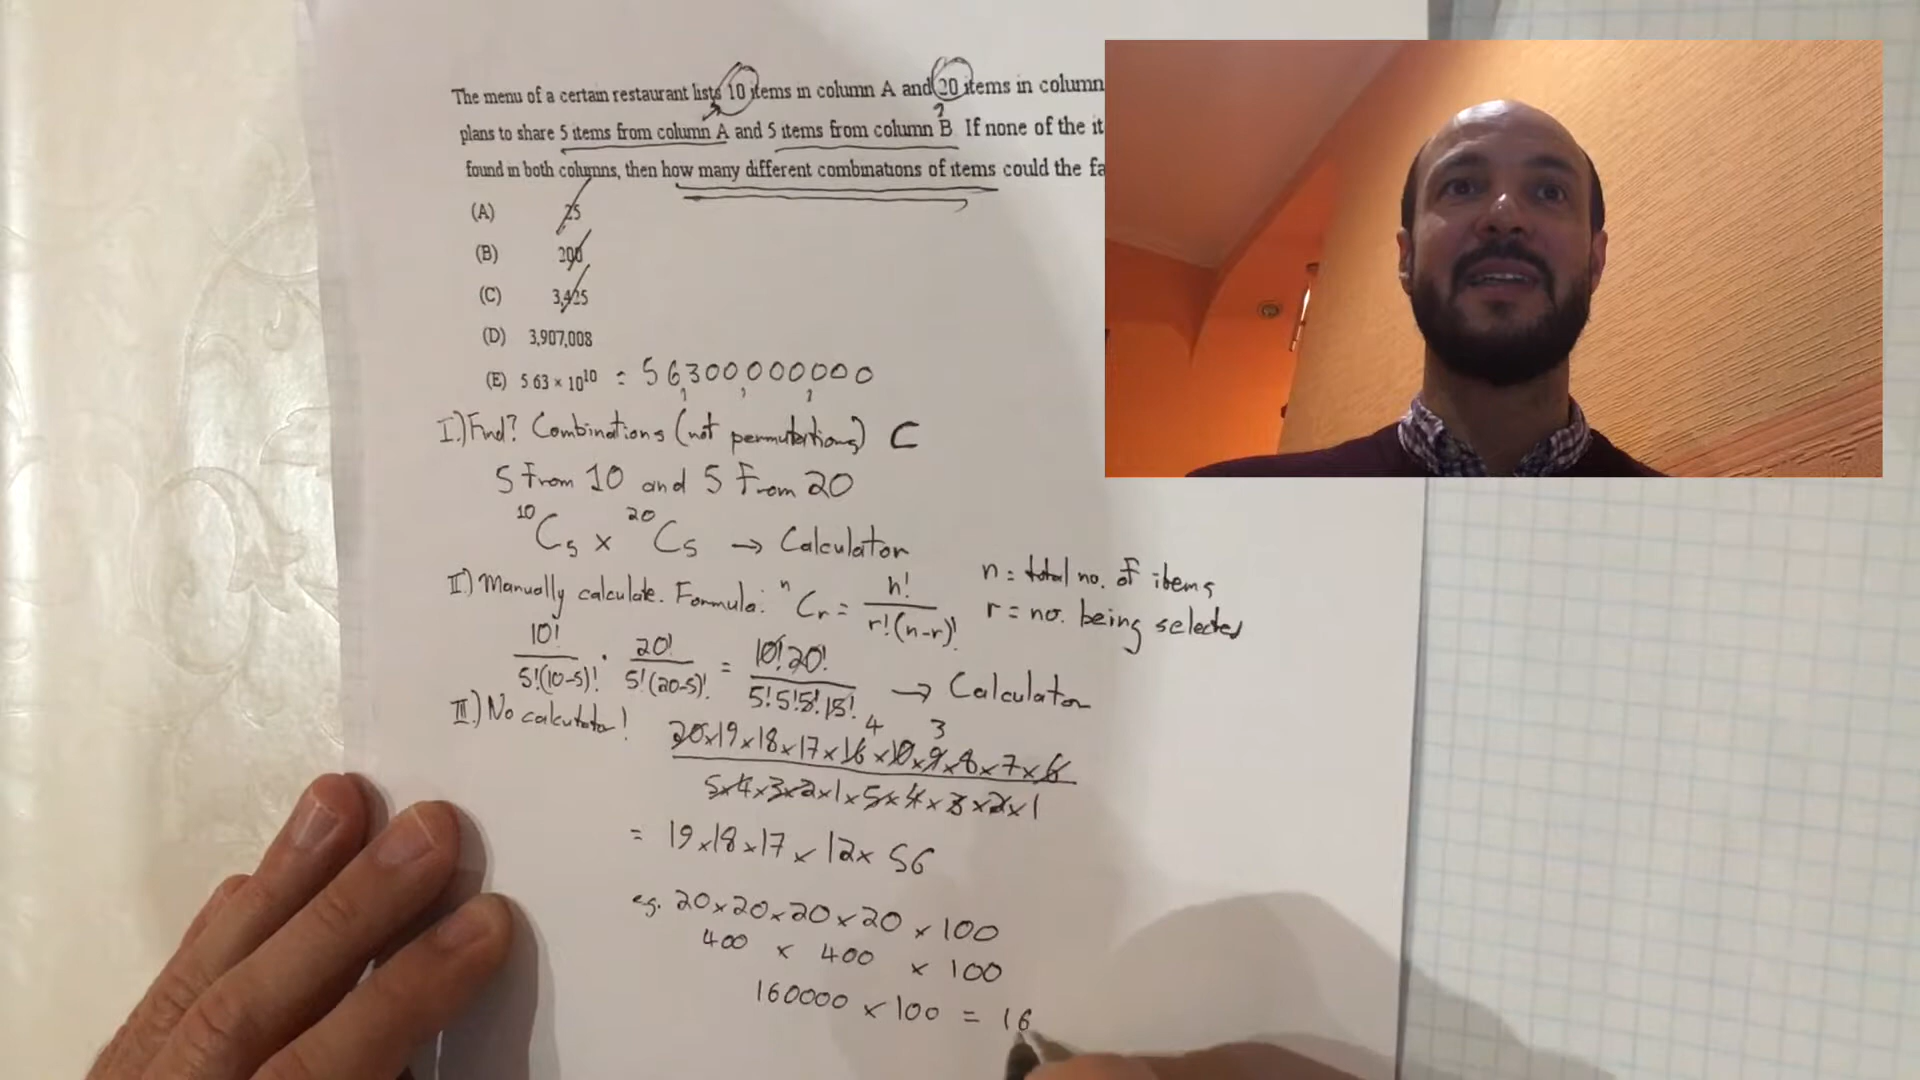 The menu of a certain restaurant lists 10 items in column A and 20 items in column
plans to share 5 items from column A and 5 items from column B If none of the it
found in both columns, then how many different combinations of items could the fa
(A) 25
(B) 200
(C) 3,425
(D) 3,907,008
(E) 5.63 × 10¹⁰ = 56,300,000,000
I.) Find? Combinations (not permutations) C
5 from 10 and 5 from 20
¹⁰C₅ × ²⁰C₅ → Calculator
II.) Manually calculate. Formula: ⁿCᵣ = n! / r!(n-r)!
n = total no. of items
r = no. being selected
10! / 5!(10-5)! · 20! / 5!(20-5)! = 10!20! / 5!5!5!15! → Calculator
III.) No calculator!
4 3
20×19×18×17×16×10×9×8×7×6
5×4×3×2×1×5×4×3×2×1
= 19×18×17×12×56
eg. 20×20×20×20×100
400 × 400 × 100
160000 × 100 = 16